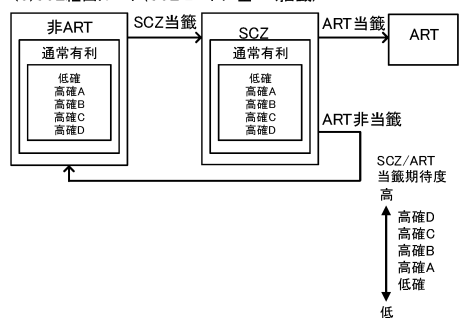 非ART
通常有利
低確
高確A
高確B
高確C
高確D
SCZ当籤
SCZ
通常有利
低確
高確A
高確B
高確C
高確D
ART当籤
ART
ART非当籤
SCZ/ART
当籤期待度
高
高確D
高確C
高確B
高確A
低確
低